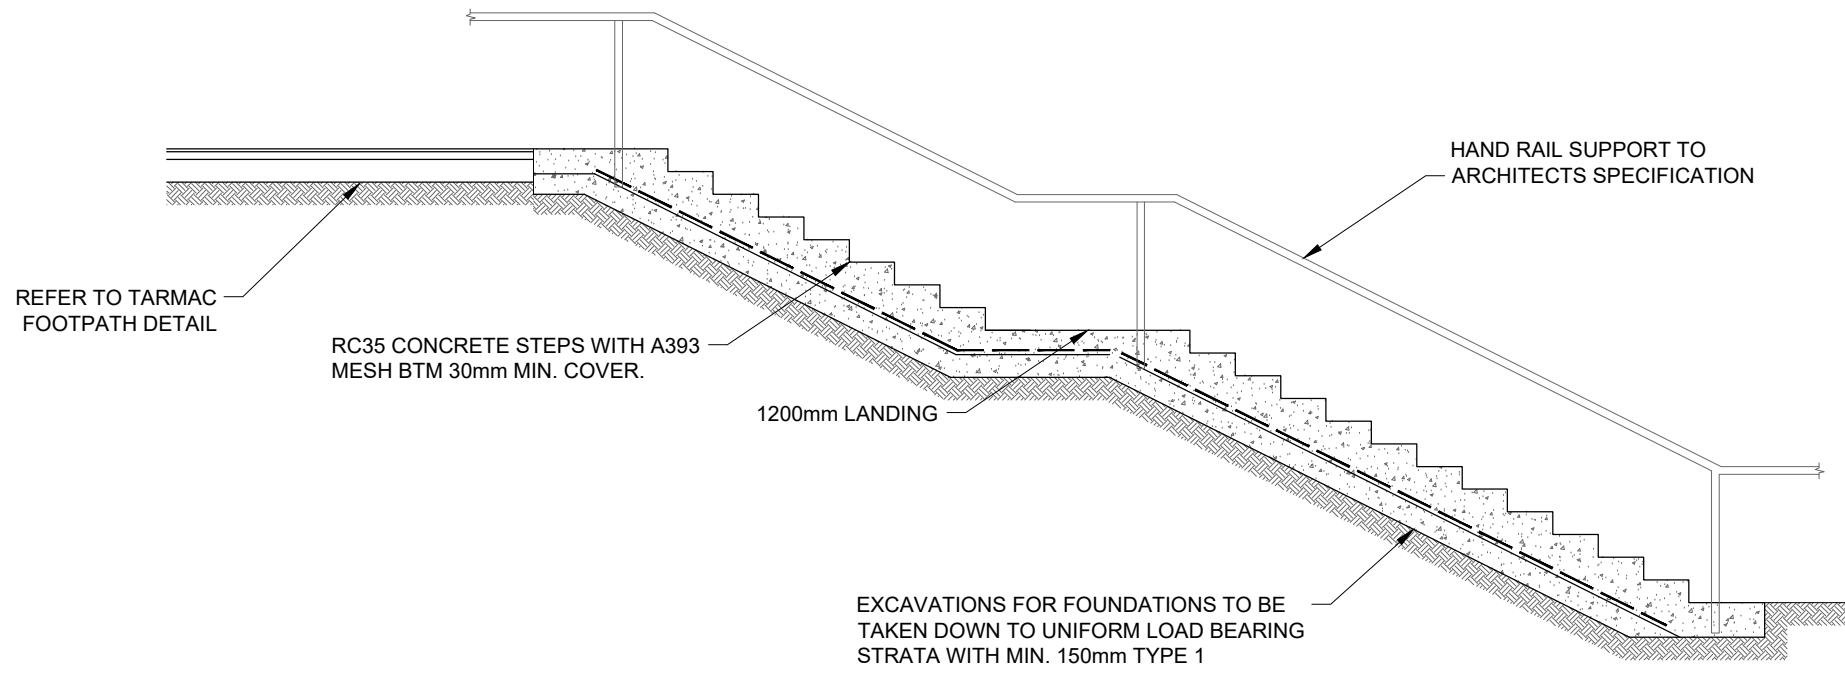 HAND RAIL SUPPORT TO
ARCHITECTS SPECIFICATION
REFER TO TARMAC
FOOTPATH DETAIL
RC35 CONCRETE STEPS WITH A393
MESH BTM 30mm MIN. COVER.
1200mm LANDING
EXCAVATIONS FOR FOUNDATIONS TO BE
TAKEN DOWN TO UNIFORM LOAD BEARING
STRATA WITH MIN. 150mm TYPE 1